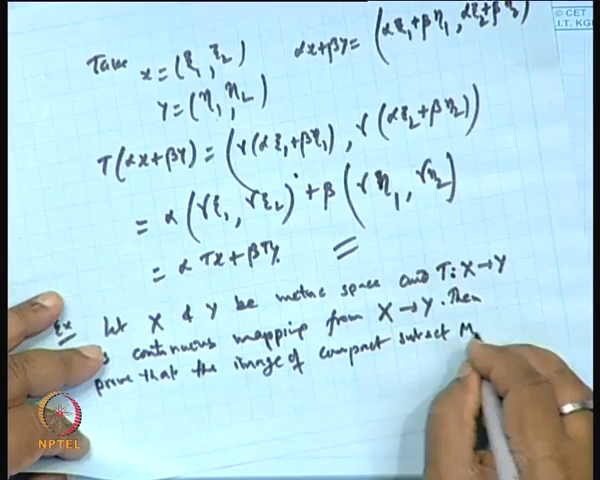 © CET
I.T. KGP
Take x = (ξ₁, ξ₂) αx+βy = (αξ₁+βη₁, αξ₂+βη₂)
y = (η₁, η₂)
T(αx+βy) = (γ(αξ₁+βη₁), γ(αξ₂+βη₂))
= α(γξ₁, γξ₂) + β(γη₁, γη₂)
= αTx + βTy
Ex Let X & Y be metric space and T: X→Y
is continuous mapping from X→Y. Then
prove that the image of compact subset M
NPTEL